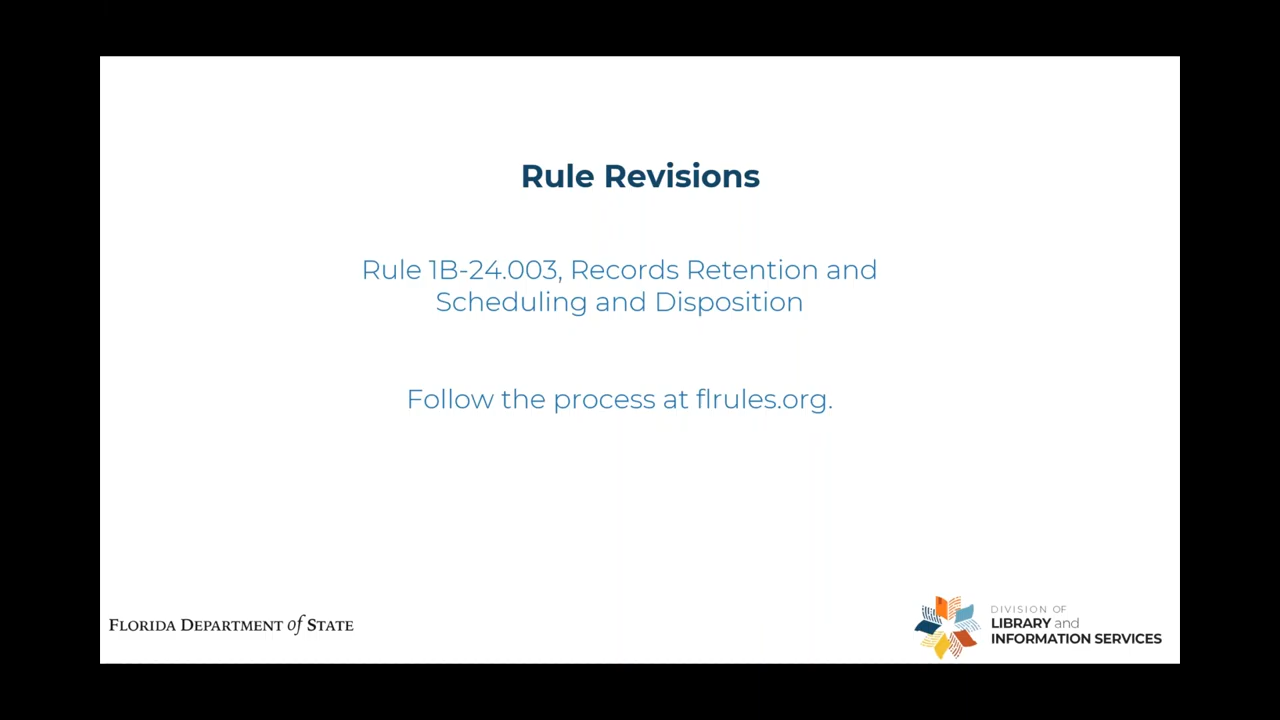 Rule Revisions
Rule 1B-24.003, Records Retention and
Scheduling and Disposition
Follow the process at flrules.org.
FLORIDA DEPARTMENT of STATE
DIVISION OF
LIBRARY and
INFORMATION SERVICES